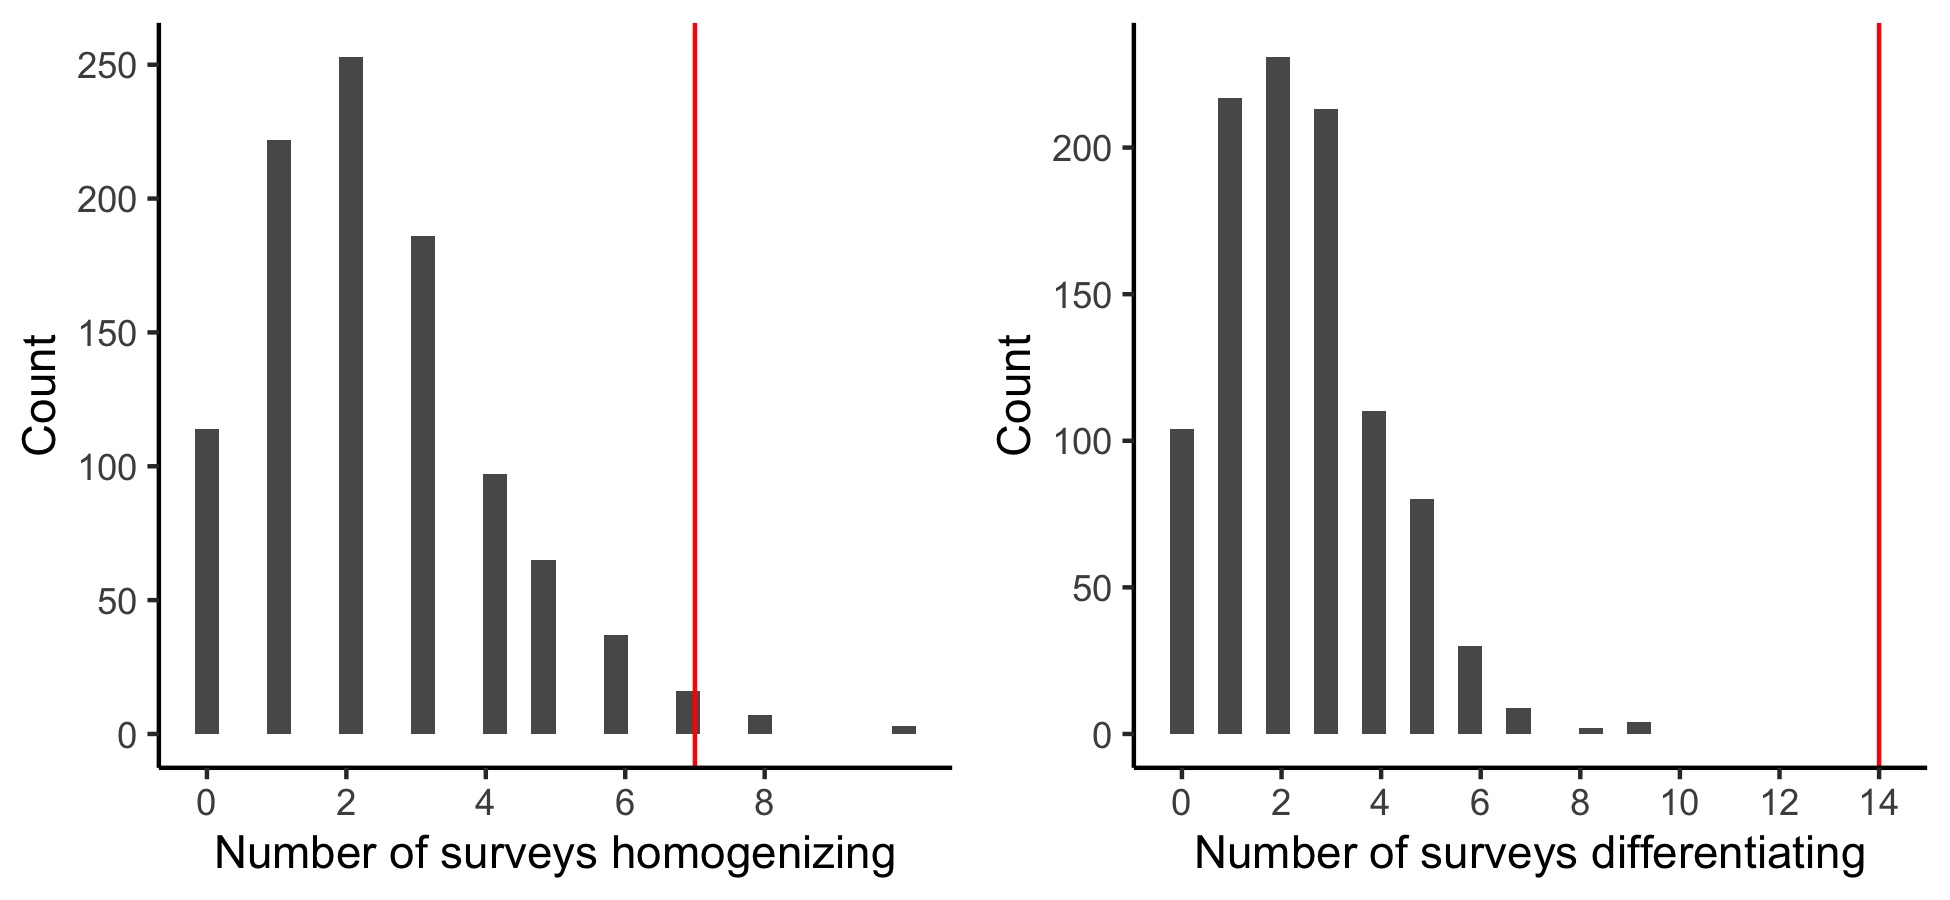 Count
250
200
150
100
50
0
0 2 4 6 8
Number of surveys homogenizing
Count
200
150
100
50
0
0 2 4 6 8 10 12 14
Number of surveys differentiating